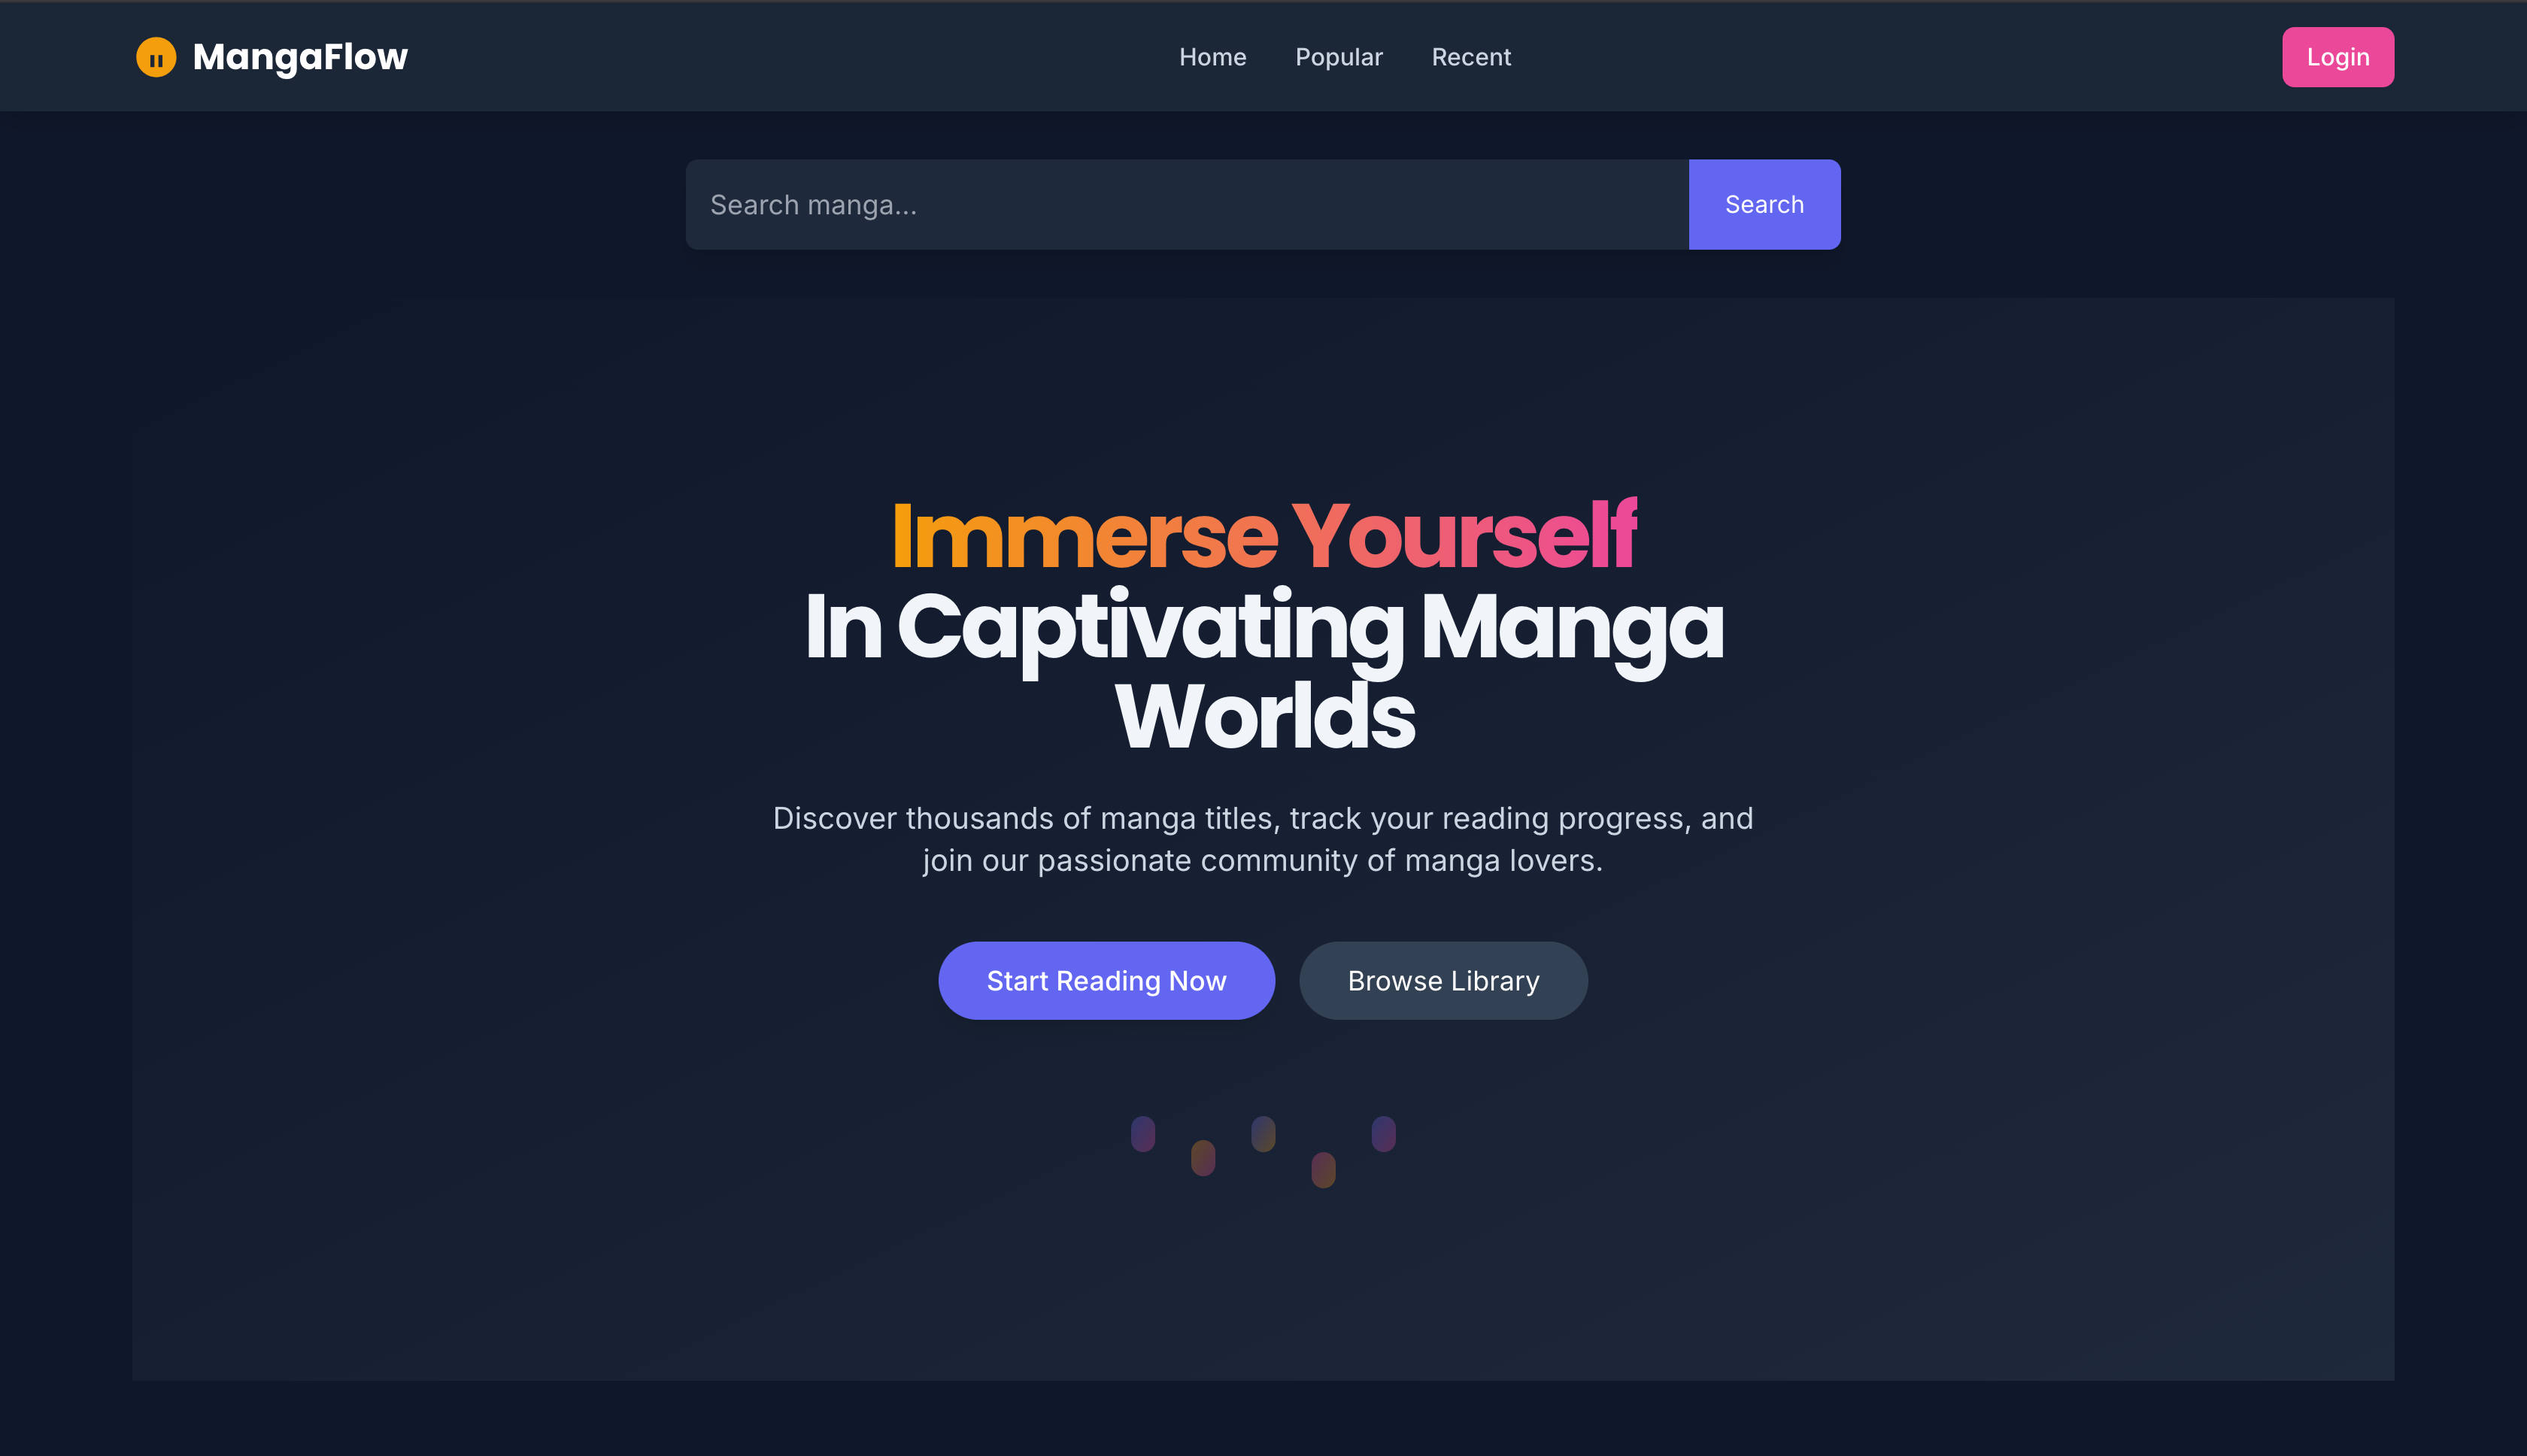 MangaFlow
Home
Popular
Recent
Login
Search manga...
Search
Immerse Yourself
In Captivating Manga
Worlds
Discover thousands of manga titles, track your reading progress, and
join our passionate community of manga lovers.
Start Reading Now
Browse Library